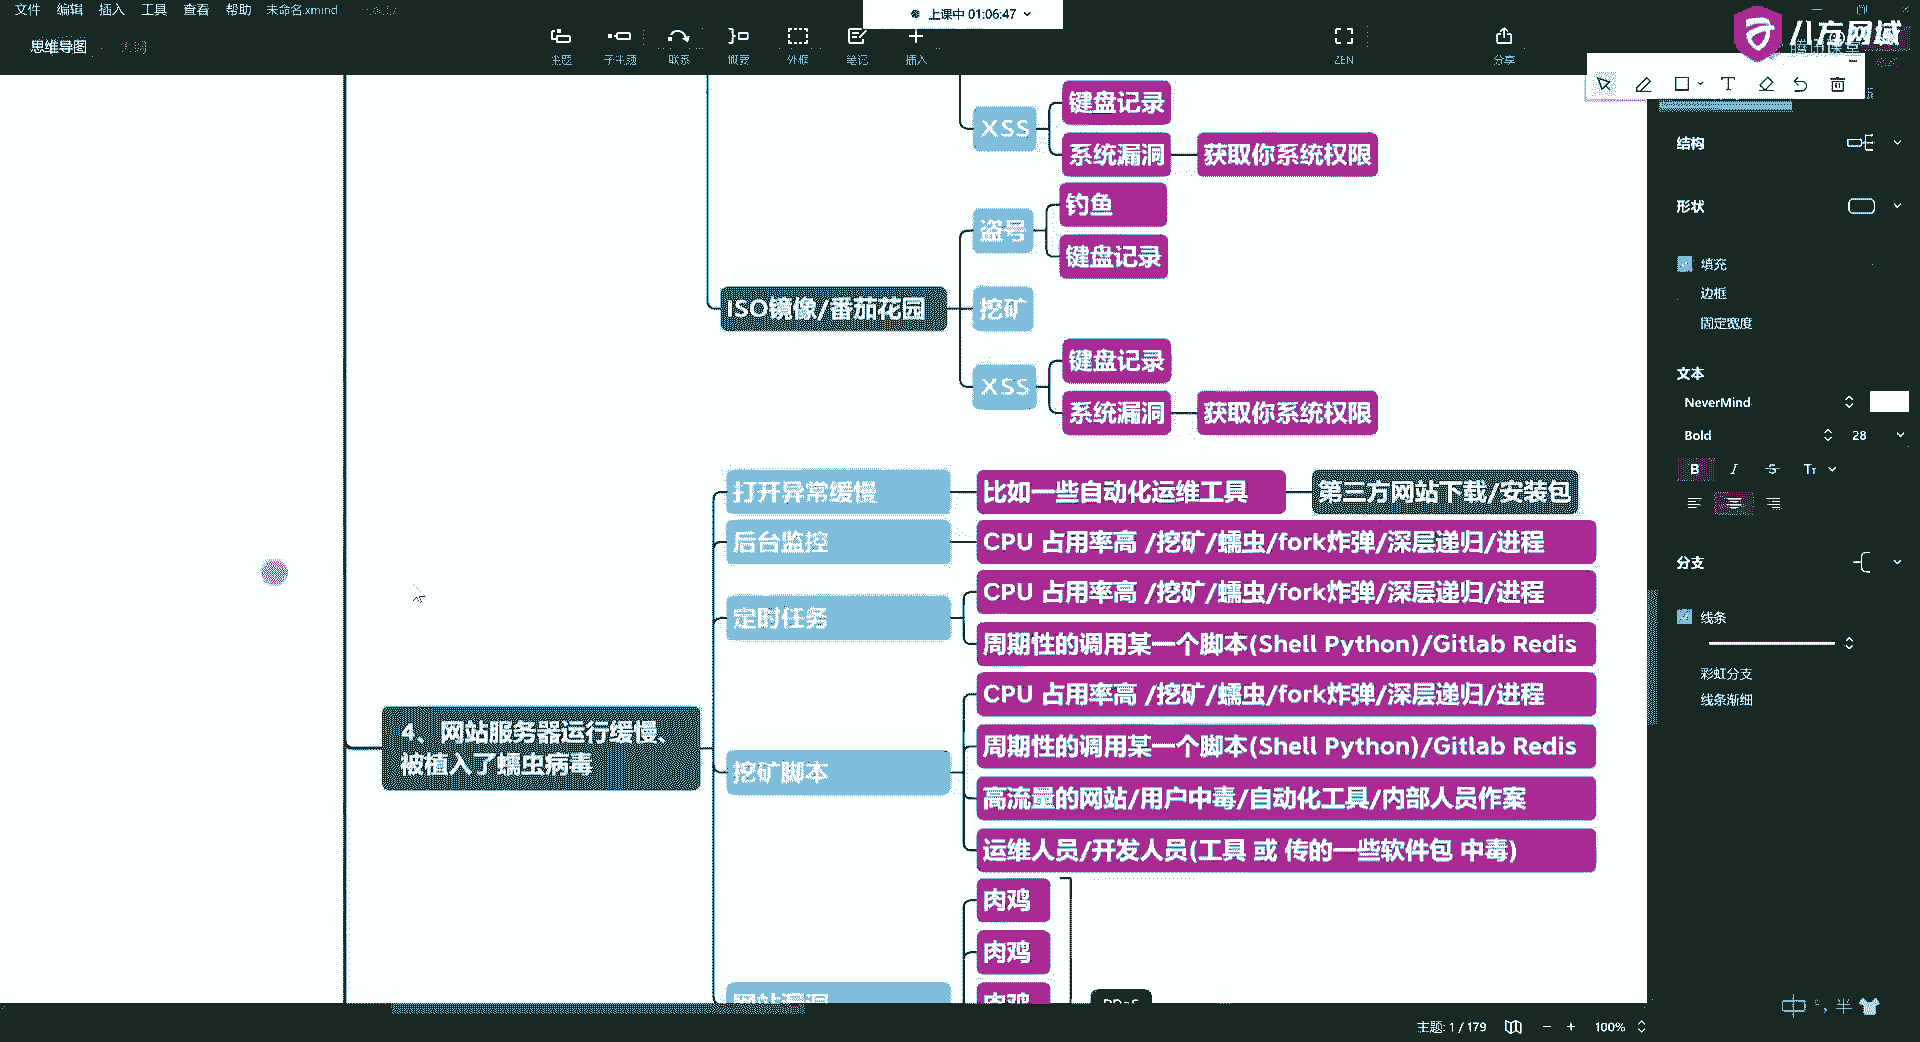 文件 编辑 插入 工具 查看 帮助 未命名.xmind
上课中 01:06:47
八方网域
腾讯课堂
思维导图
主题 子主题 联系 概要 外框 笔记 插入 ZEN 分享
键盘记录
XSS
系统漏洞 获取你系统权限
钓鱼
盗号
键盘记录
ISO镜像/番茄花园
挖矿
键盘记录
XSS
系统漏洞 获取你系统权限
打开异常缓慢 比如一些自动化运维工具 第三方网站下载/安装包
后台监控 CPU 占用率高 /挖矿/蠕虫/fork炸弹/深层递归/进程
CPU 占用率高 /挖矿/蠕虫/fork炸弹/深层递归/进程
定时任务
周期性的调用某一个脚本(Shell Python)/Gitlab Redis
CPU 占用率高 /挖矿/蠕虫/fork炸弹/深层递归/进程
4、网站服务器运行缓慢、
被植入了蠕虫病毒
周期性的调用某一个脚本(Shell Python)/Gitlab Redis
挖矿脚本
高流量的网站/用户中毒/自动化工具/内部人员作案
运维人员/开发人员(工具 或 传的一些软件包 中毒)
肉鸡
肉鸡
网站漏洞 肉鸡
DDoS
结构
形状
填充
边框
固定宽度
文本
NeverMind
Bold 28
B I S Tт
分支
线条
彩虹分支
线条渐细
中 °, 半
主题: 1 / 179 100%